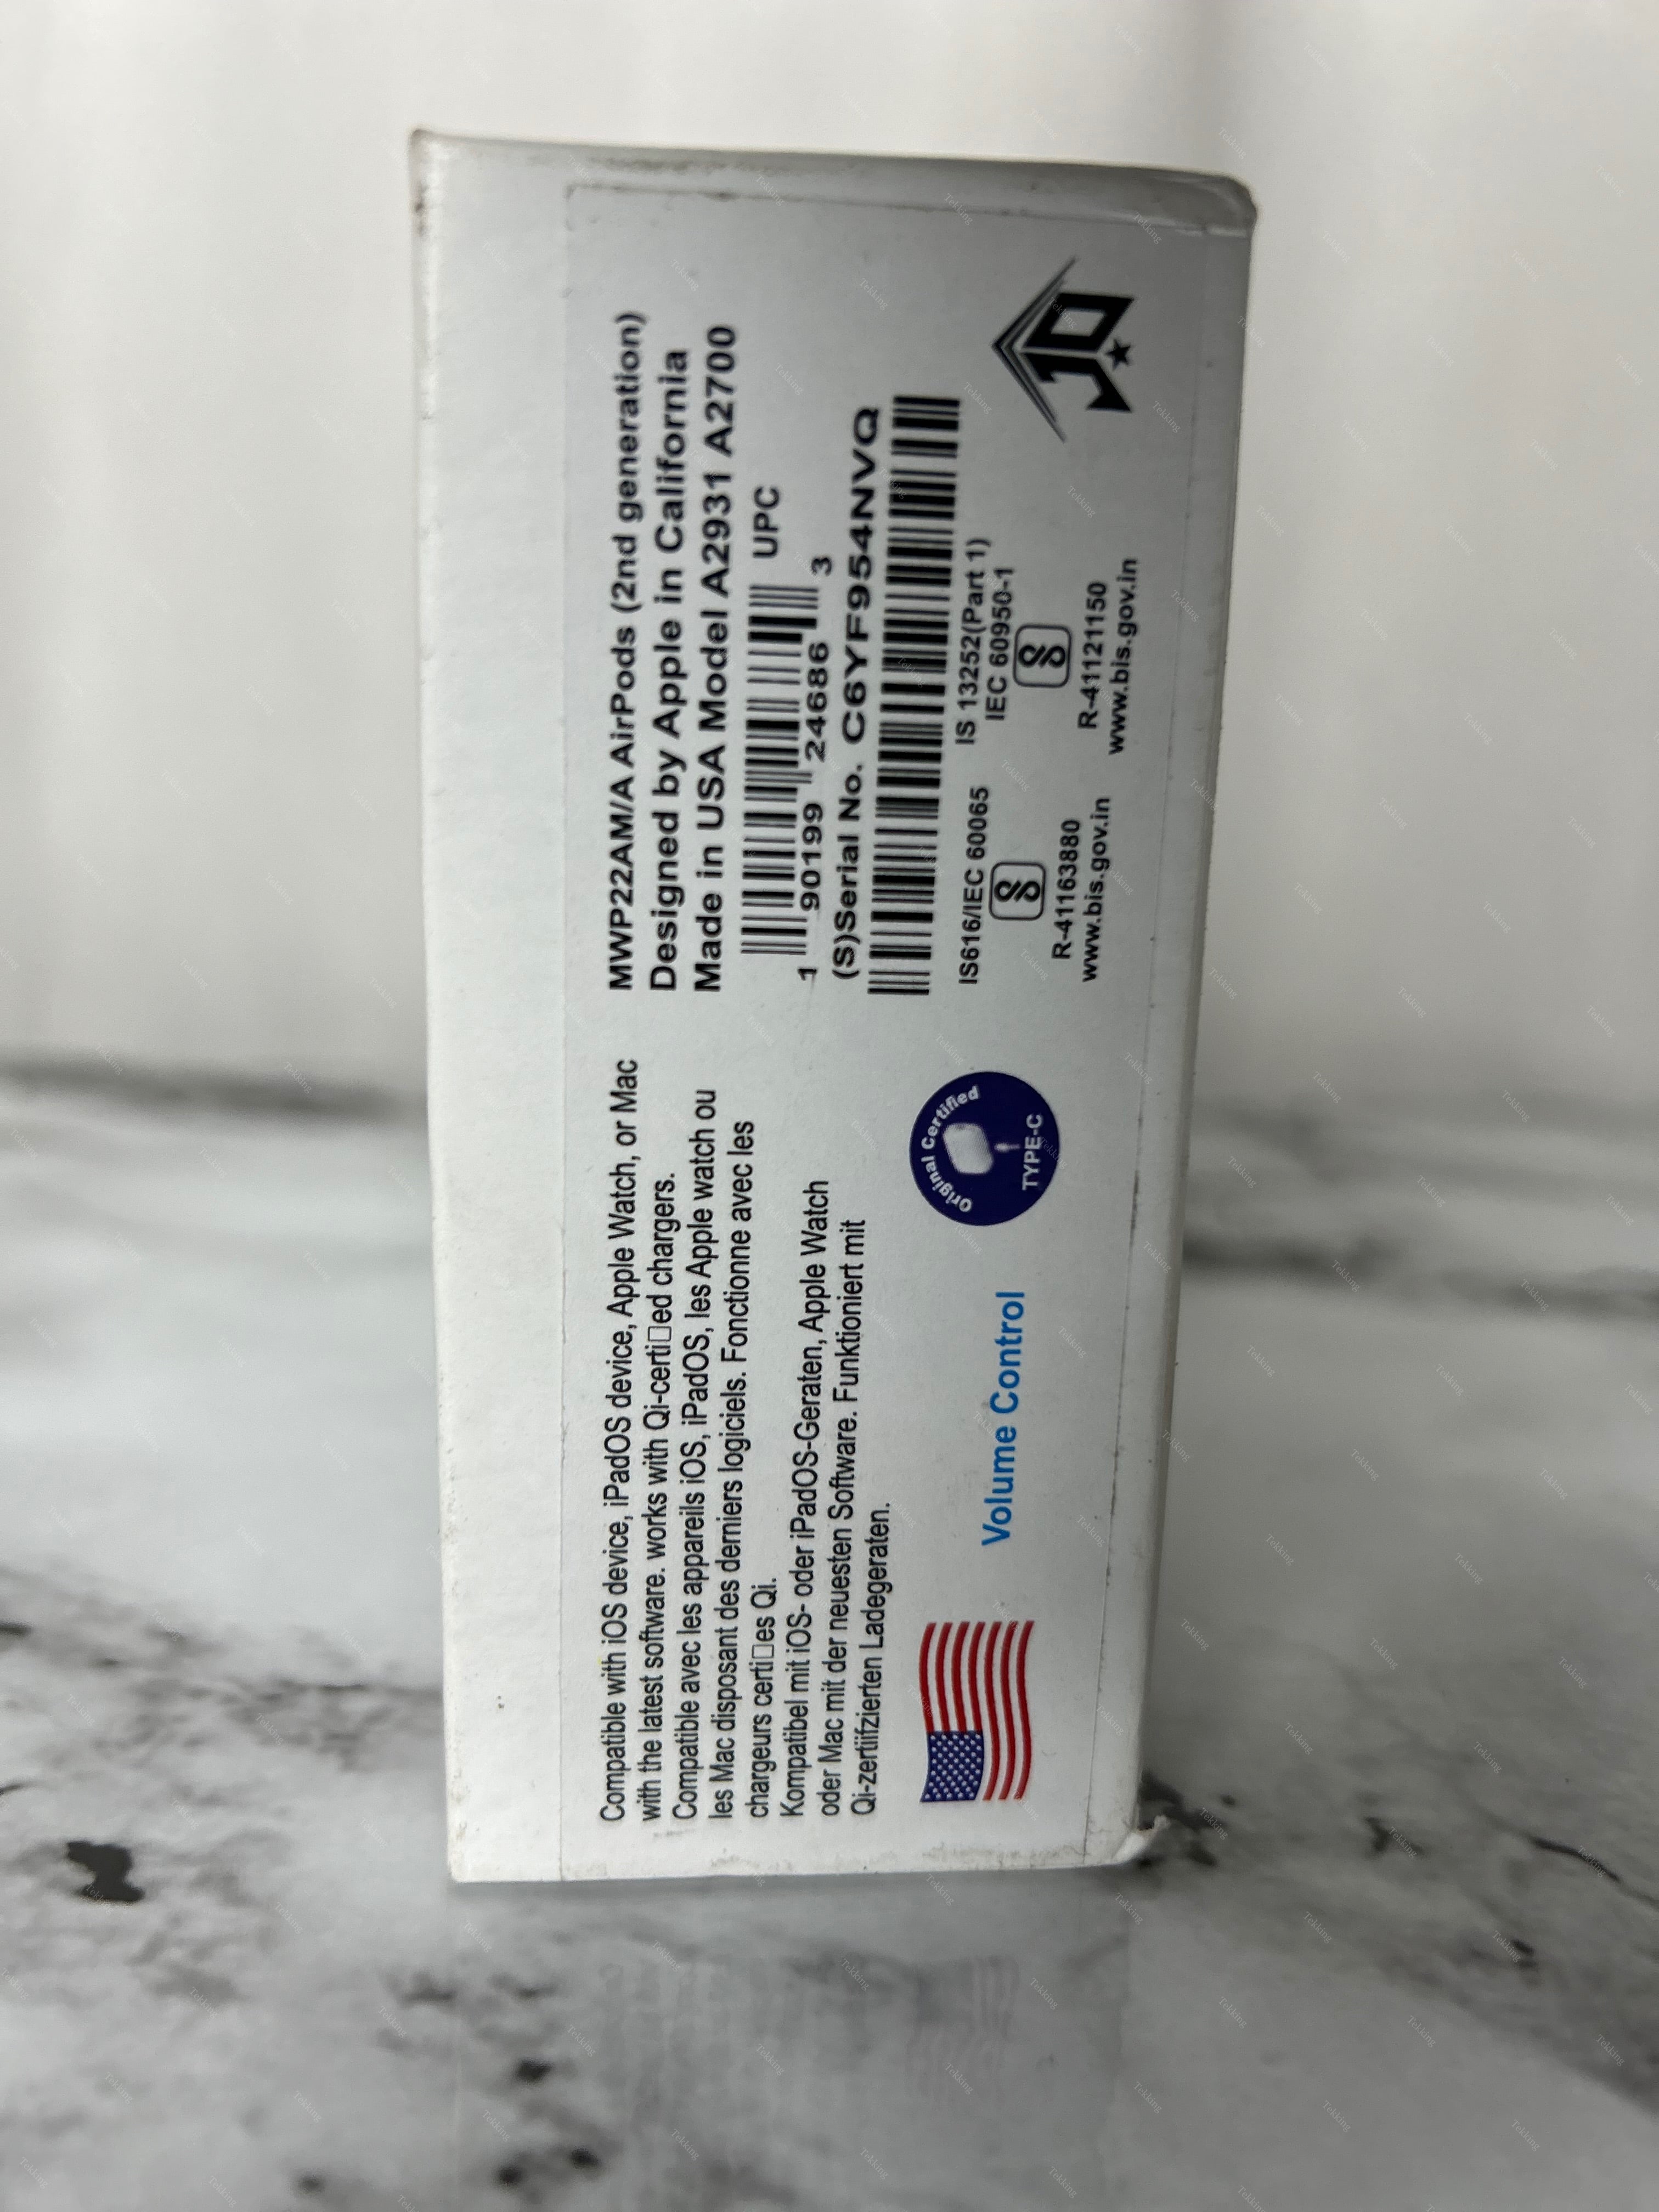 Compatible with iOS device, iPadOS device, Apple Watch, or Mac
with the latest software. works with Qi-certi□ed chargers.
Compatible avec les appareils iOS, iPadOS, les Apple watch ou
les Mac disposant des derniers logiciels. Fonctionne avec les
chargeurs certi□es Qi.
Kompatibel mit iOS- oder iPadOS-Geraten, Apple Watch
oder Mac mit der neuesten Software. Funktioniert mit
Qi-zertiifzierten Ladegeraten.
Volume Control
Original Certified
TYPE-C
MWP22AM/A AirPods (2nd generation)
Designed by Apple in California
Made in USA Model A2931 A2700
UPC
1 90199 24686 3
(S)Serial No. C6YF954NVQ
IS616/IEC 60065
R-41163880
www.bis.gov.in
IS 13252(Part 1)
IEC 60950-1
R-41121150
www.bis.gov.in
JO
Tekking